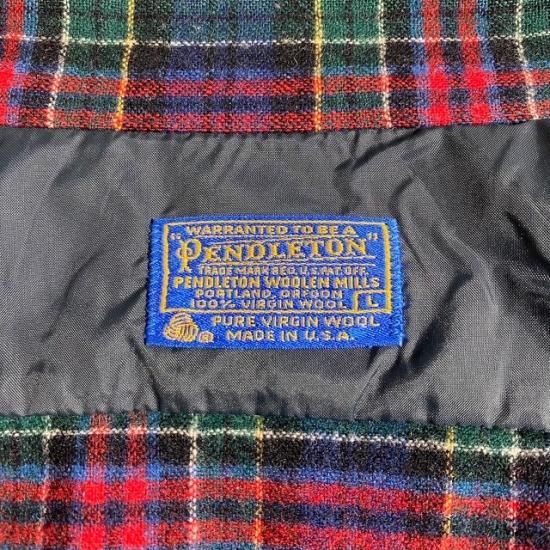 WARRANTED TO BE A
"PENDLETON"
TRADE MARK REG. U.S. PAT. OFF.
PENDLETON WOOLEN MILLS
PORTLAND, OREGON
100% VIRGIN WOOL L
PURE VIRGIN WOOL
MADE IN U.S.A.